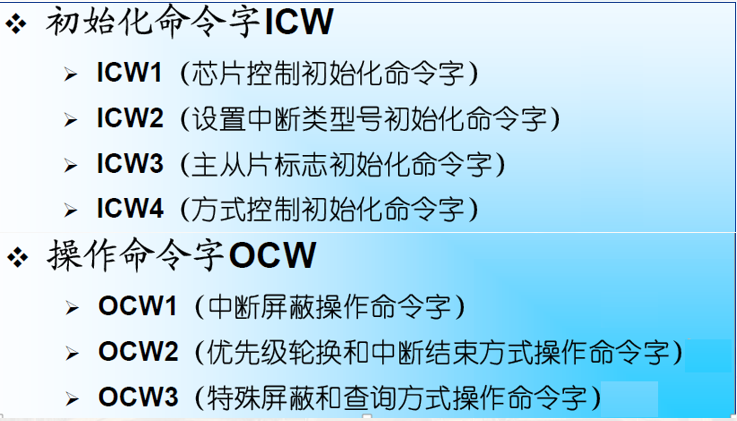 ❖ 初始化命令字ICW
➢ ICW1（芯片控制初始化命令字）
➢ ICW2（设置中断类型号初始化命令字）
➢ ICW3（主从片标志初始化命令字）
➢ ICW4（方式控制初始化命令字）
❖ 操作命令字OCW
➢ OCW1（中断屏蔽操作命令字）
➢ OCW2（优先级轮换和中断结束方式操作命令字）
➢ OCW3（特殊屏蔽和查询方式操作命令字）